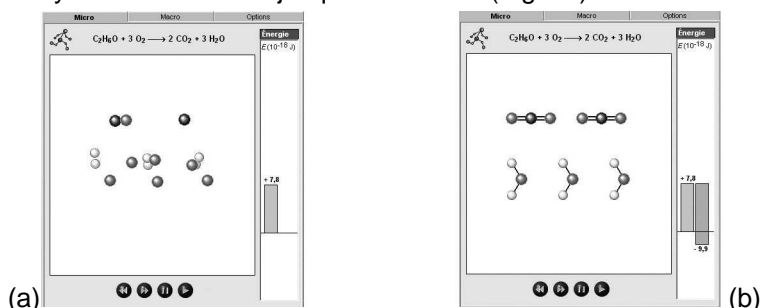 Micro Macro Options
C₂H₆O + 3 O₂ ⟶ 2 CO₂ + 3 H₂O
Énergie
E(10⁻¹⁸ J)
+ 7,8
(a)
Micro Macro Options
C₂H₆O + 3 O₂ ⟶ 2 CO₂ + 3 H₂O
Énergie
E(10⁻¹⁸ J)
+ 7,8
- 9,9
(b)